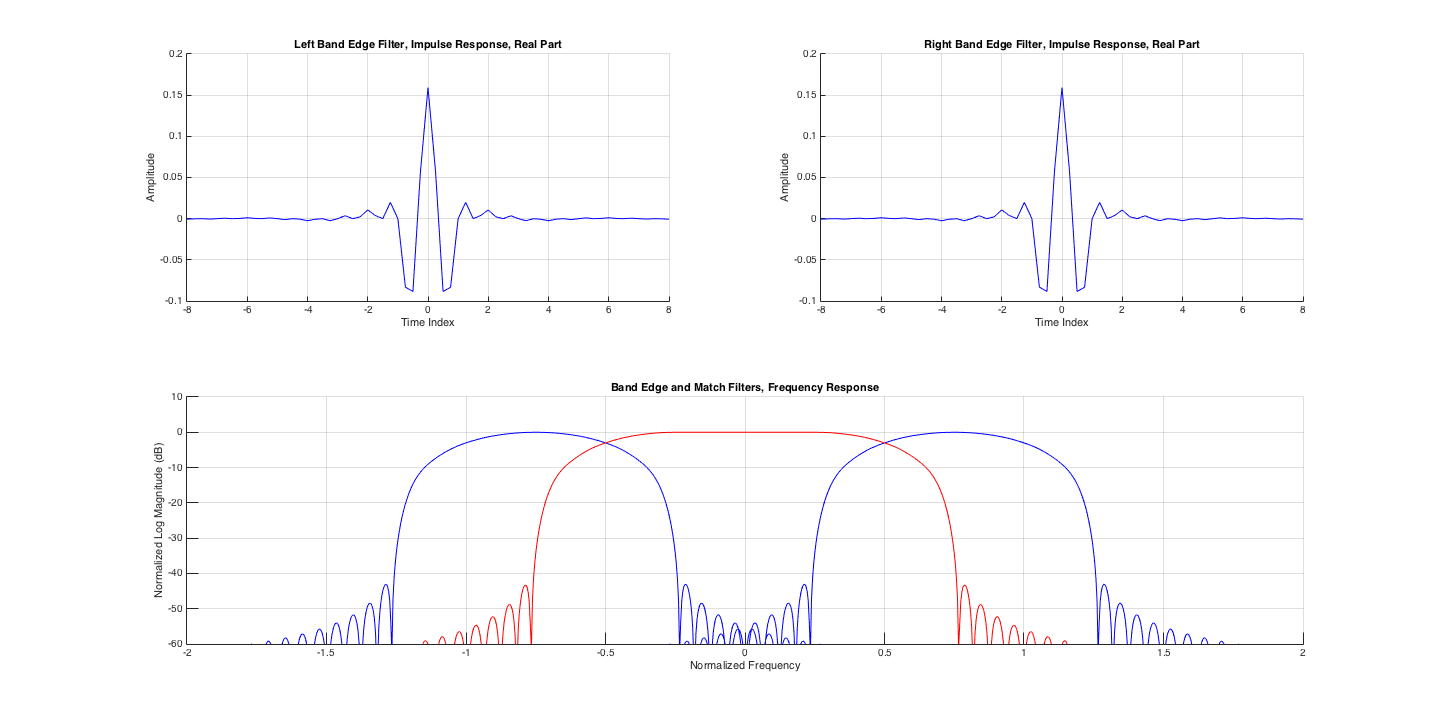 Left Band Edge Filter, Impulse Response, Real Part
0.2
0.15
0.1
0.05
0
-0.05
-0.1
Amplitude
-8 -6 -4 -2 0 2 4 6 8
Time Index
Right Band Edge Filter, Impulse Response, Real Part
0.2
0.15
0.1
0.05
0
-0.05
-0.1
Amplitude
-8 -6 -4 -2 0 2 4 6 8
Time Index
Band Edge and Match Filters, Frequency Response
10
0
-10
-20
-30
-40
-50
-60
Normalized Log Magnitude (dB)
-2 -1.5 -1 -0.5 0 0.5 1 1.5 2
Normalized Frequency